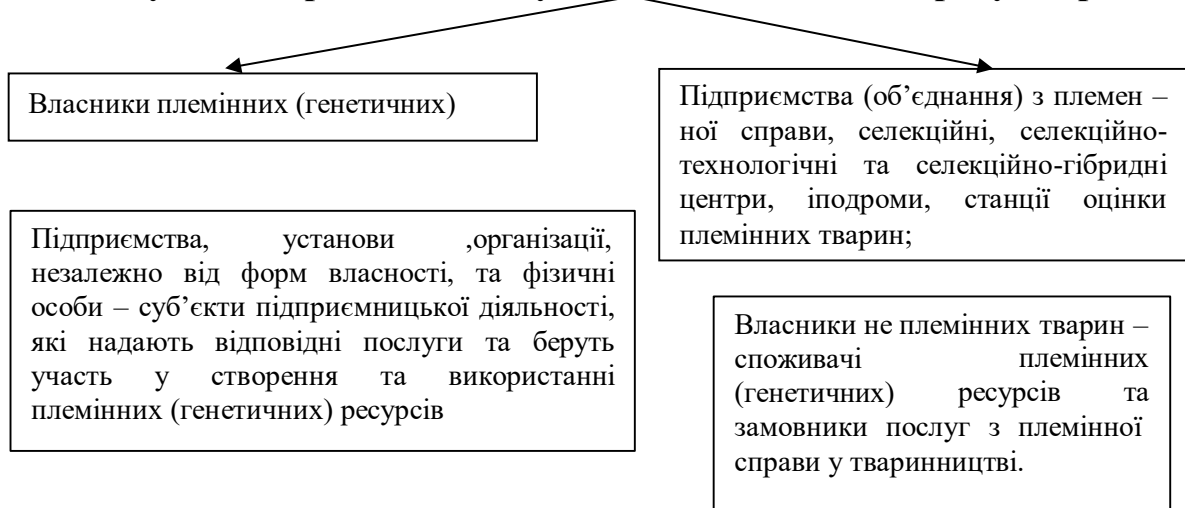 Власники племінних (генетичних)
Підприємства (об’єднання) з племен –
ної справи, селекційні, селекційно-
технологічні та селекційно-гібридні
центри, іподроми, станції оцінки
племінних тварин;
Підприємства, установи ,організації,
незалежно від форм власності, та фізичні
особи – суб’єкти підприємницької діяльності,
які надають відповідні послуги та беруть
участь у створення та використанні
племінних (генетичних) ресурсів
Власники не племінних тварин –
споживачі племінних
(генетичних) ресурсів та
замовники послуг з племінної
справи у тваринництві.